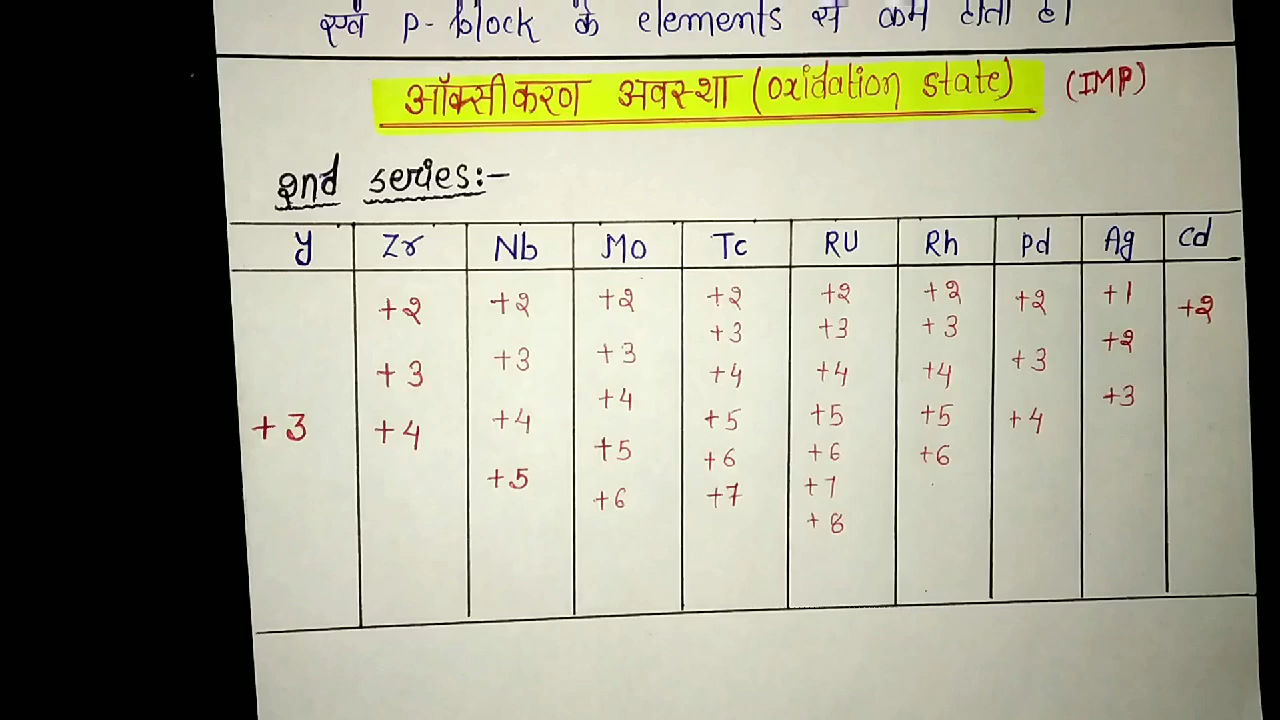 एवं p-block के elements से कम होता है।
ऑक्सीकरण अवस्था (oxidation state) (IMP)
2nd series:-
Y Zr Nb Mo Tc RU Rh Pd Ag Cd
+2 +2 +2 +2 +2 +2 +2 +1 +2
+3 +3 +3 +3 +3 +3 +3 +2
+3 +4 +4 +4 +4 +4 +4 +4 +3
+5 +5 +5 +5 +5
+6 +6 +6 +6
+7 +7
+8